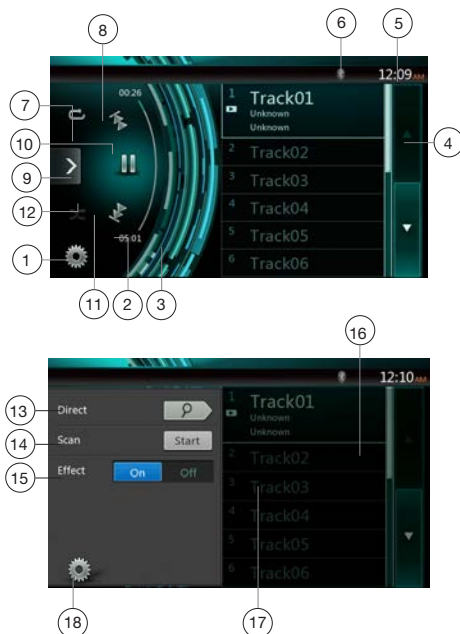 8
6
5
12:09 AM
7
00:26
1 Track01
Unknown
Unknown
10
4
2 Track02
9
3 Track03
12
4 Track04
05:01
5 Track05
1
6 Track06
11
2
3
16
12:10 AM
13
Direct
1 Track01
Unknown
Unknown
14
Scan
Start
2 Track02
15
Effect
On
Off
3 Track03
4 Track04
5 Track05
6 Track06
18
17